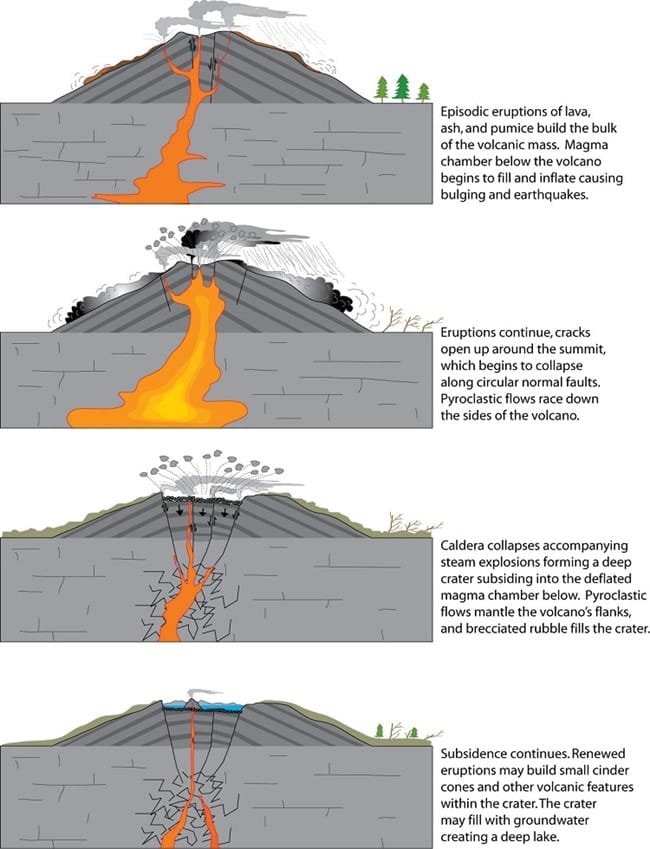 Episodic eruptions of lava,
ash, and pumice build the bulk
of the volcanic mass. Magma
chamber below the volcano
begins to fill and inflate causing
bulging and earthquakes.
Eruptions continue, cracks
open up around the summit,
which begins to collapse
along circular normal faults.
Pyroclastic flows race down
the sides of the volcano.
Caldera collapses accompanying
steam explosions forming a deep
crater subsiding into the deflated
magma chamber below. Pyroclastic
flows mantle the volcano's flanks,
and brecciated rubble fills the crater.
Subsidence continues. Renewed
eruptions may build small cinder
cones and other volcanic features
within the crater. The crater
may fill with groundwater
creating a deep lake.